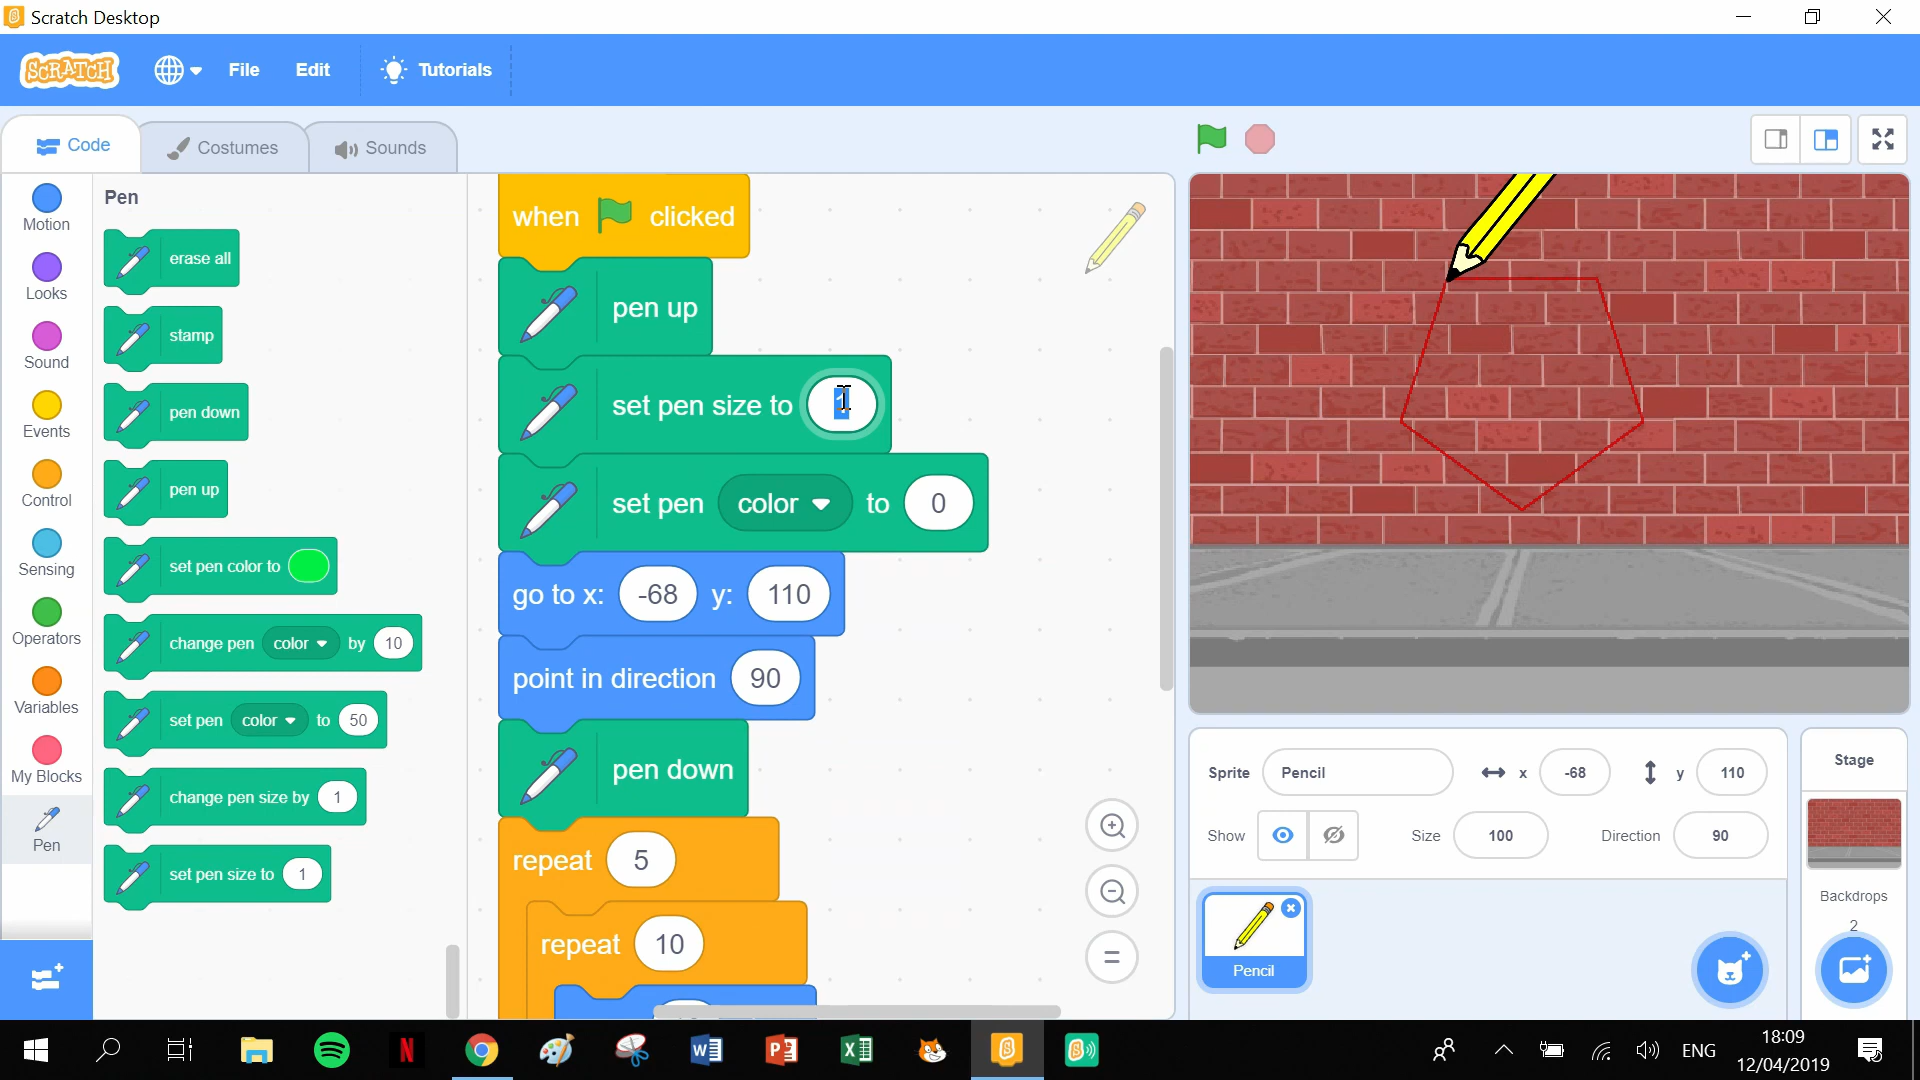 Scratch Desktop
SCRATCH
File
Edit
Tutorials
Code
Costumes
Sounds
Motion
Looks
Sound
Events
Control
Sensing
Operators
Variables
My Blocks
Pen
Pen
erase all
stamp
pen down
pen up
set pen color to
change pen color by 10
set pen color to 50
change pen size by 1
set pen size to 1
when clicked
pen up
set pen size to 1
set pen color to 0
go to x: -68 y: 110
point in direction 90
pen down
repeat 5
repeat 10
Sprite Pencil x -68 y 110
Show Size 100 Direction 90
Pencil
Stage
Backdrops
2
ENG
18:09
12/04/2019